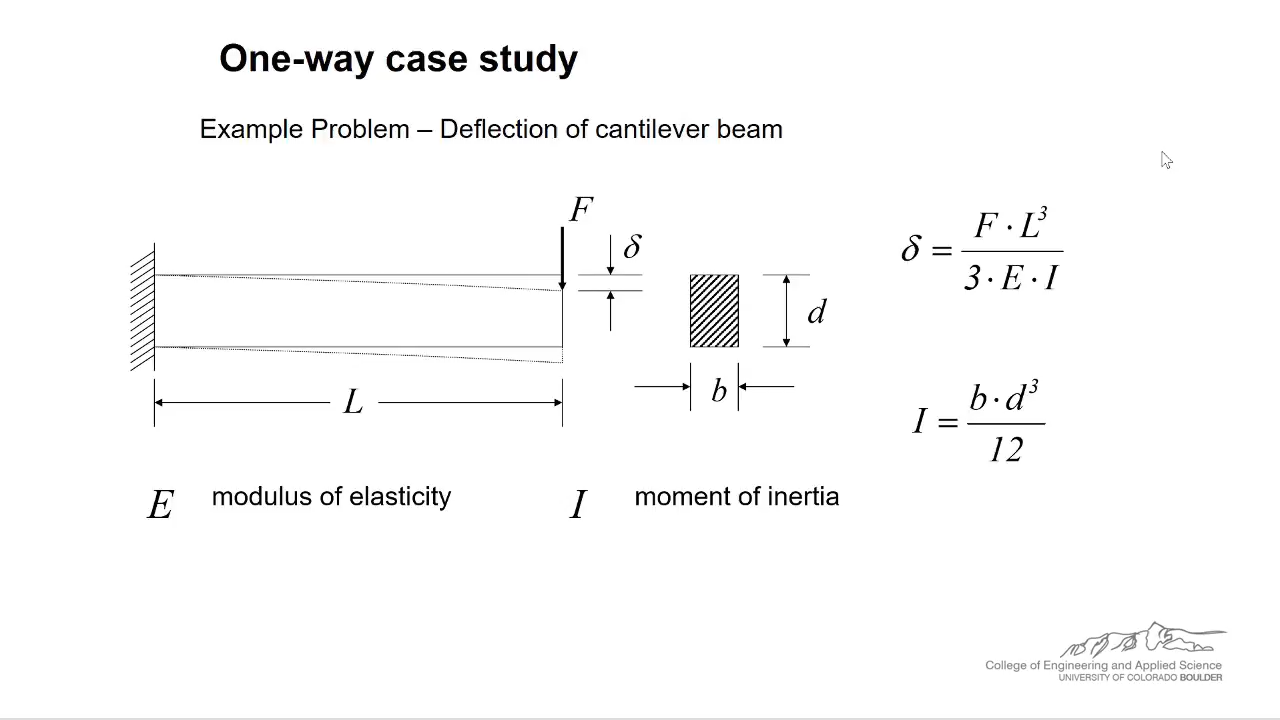 One-way case study
Example Problem – Deflection of cantilever beam
F
δ
d
b
L
δ = F · L³ / 3 · E · I
I = b · d³ / 12
E modulus of elasticity
I moment of inertia
College of Engineering and Applied Science
UNIVERSITY OF COLORADO BOULDER